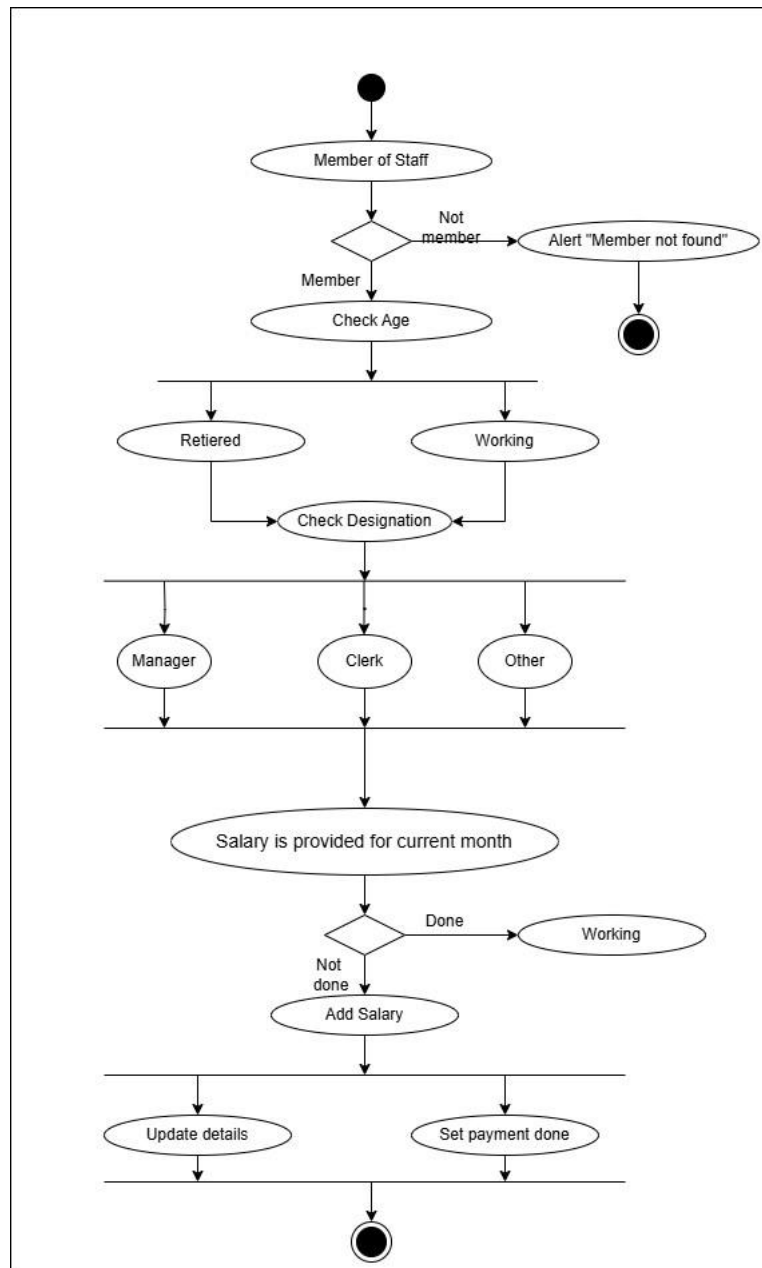 Member of Staff
Not
member
Alert "Member not found"
Member
Check Age
Retiered
Working
Check Designation
Manager
Clerk
Other
Salary is provided for current month
Done
Working
Not
done
Add Salary
Update details
Set payment done